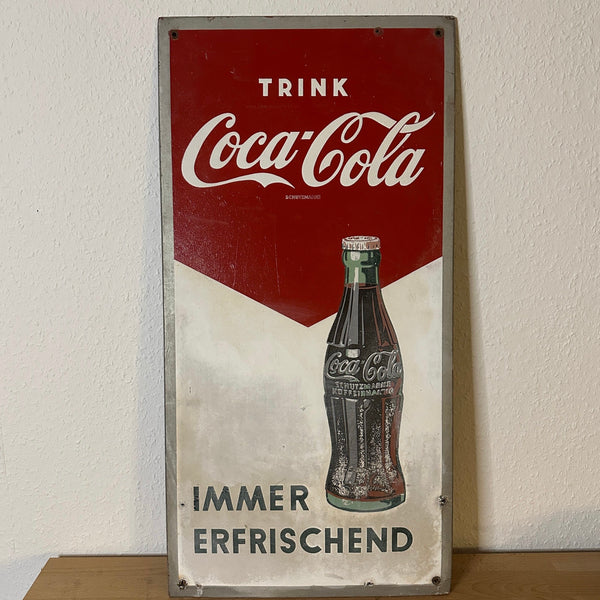 TRINK
Coca-Cola
SCHUTZMARKE
Coca-Cola
SCHUTZMARKE
KOFFEINHALTIG
IMMER
ERFRISCHEND